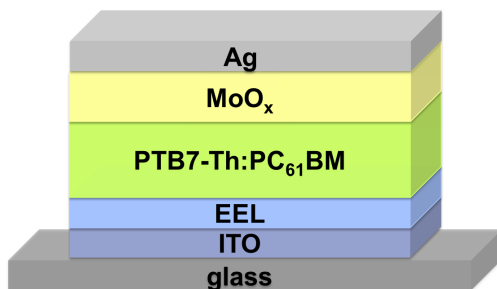 Ag
MoOₓ
PTB7-Th:PC₆₁BM
EEL
ITO
glass